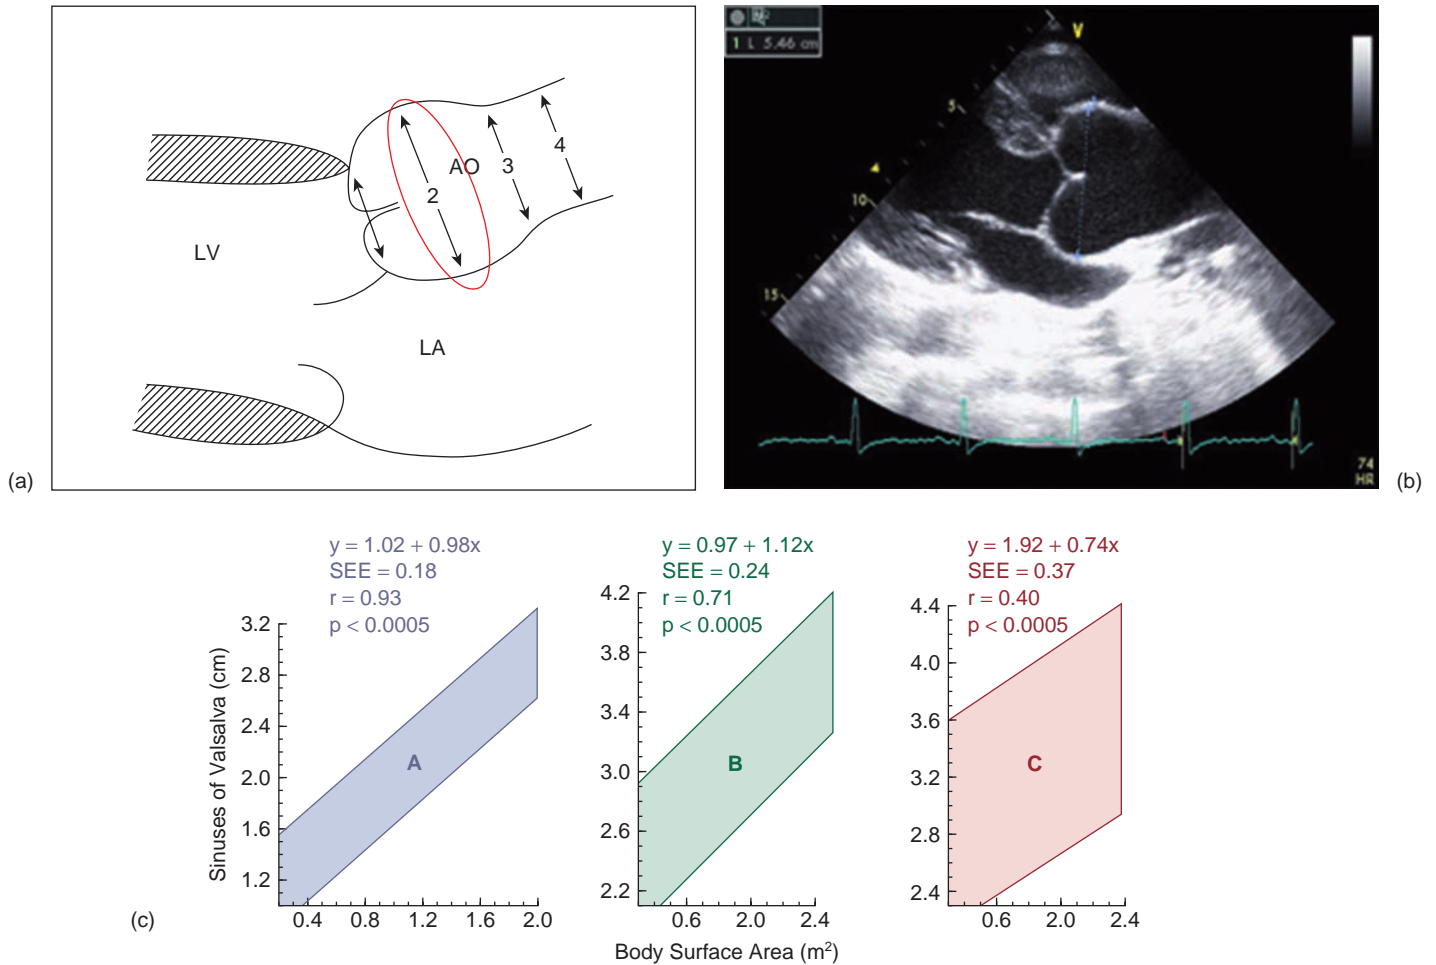 (a)
LV
AO
2
3
4
LA
1 L 5.46 cm
V
5
10
15
74
HR
(b)
y = 1.02 + 0.98x
SEE = 0.18
r = 0.93
p < 0.0005
y = 0.97 + 1.12x
SEE = 0.24
r = 0.71
p < 0.0005
y = 1.92 + 0.74x
SEE = 0.37
r = 0.40
p < 0.0005
Sinuses of Valsalva (cm)
3.2
2.8
2.4
2.0
1.6
1.2
A
0.4 0.8 1.2 1.6 2.0
4.2
3.8
3.4
3.0
2.6
2.2
B
0.6 2.0 2.4
4.4
4.0
3.6
3.2
2.8
2.4
C
0.6 2.0 2.4
(c)
Body Surface Area (m²)